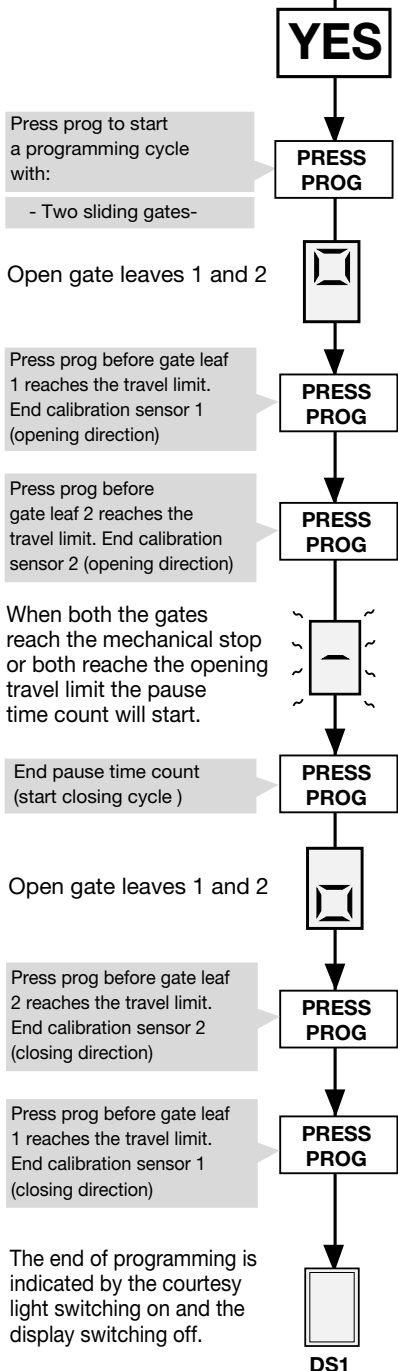 YES
Press prog to start
a programming cycle
with:
- Two sliding gates-
PRESS
PROG
Open gate leaves 1 and 2
Press prog before gate leaf
1 reaches the travel limit.
End calibration sensor 1
(opening direction)
PRESS
PROG
Press prog before
gate leaf 2 reaches the
travel limit. End calibration
sensor 2 (opening direction)
PRESS
PROG
When both the gates
reach the mechanical stop
or both reache the opening
travel limit the pause
time count will start.
End pause time count
(start closing cycle )
PRESS
PROG
Open gate leaves 1 and 2
Press prog before gate leaf
2 reaches the travel limit.
End calibration sensor 2
(closing direction)
PRESS
PROG
Press prog before gate leaf
1 reaches the travel limit.
End calibration sensor 1
(closing direction)
PRESS
PROG
The end of programming is
indicated by the courtesy
light switching on and the
display switching off.
DS1